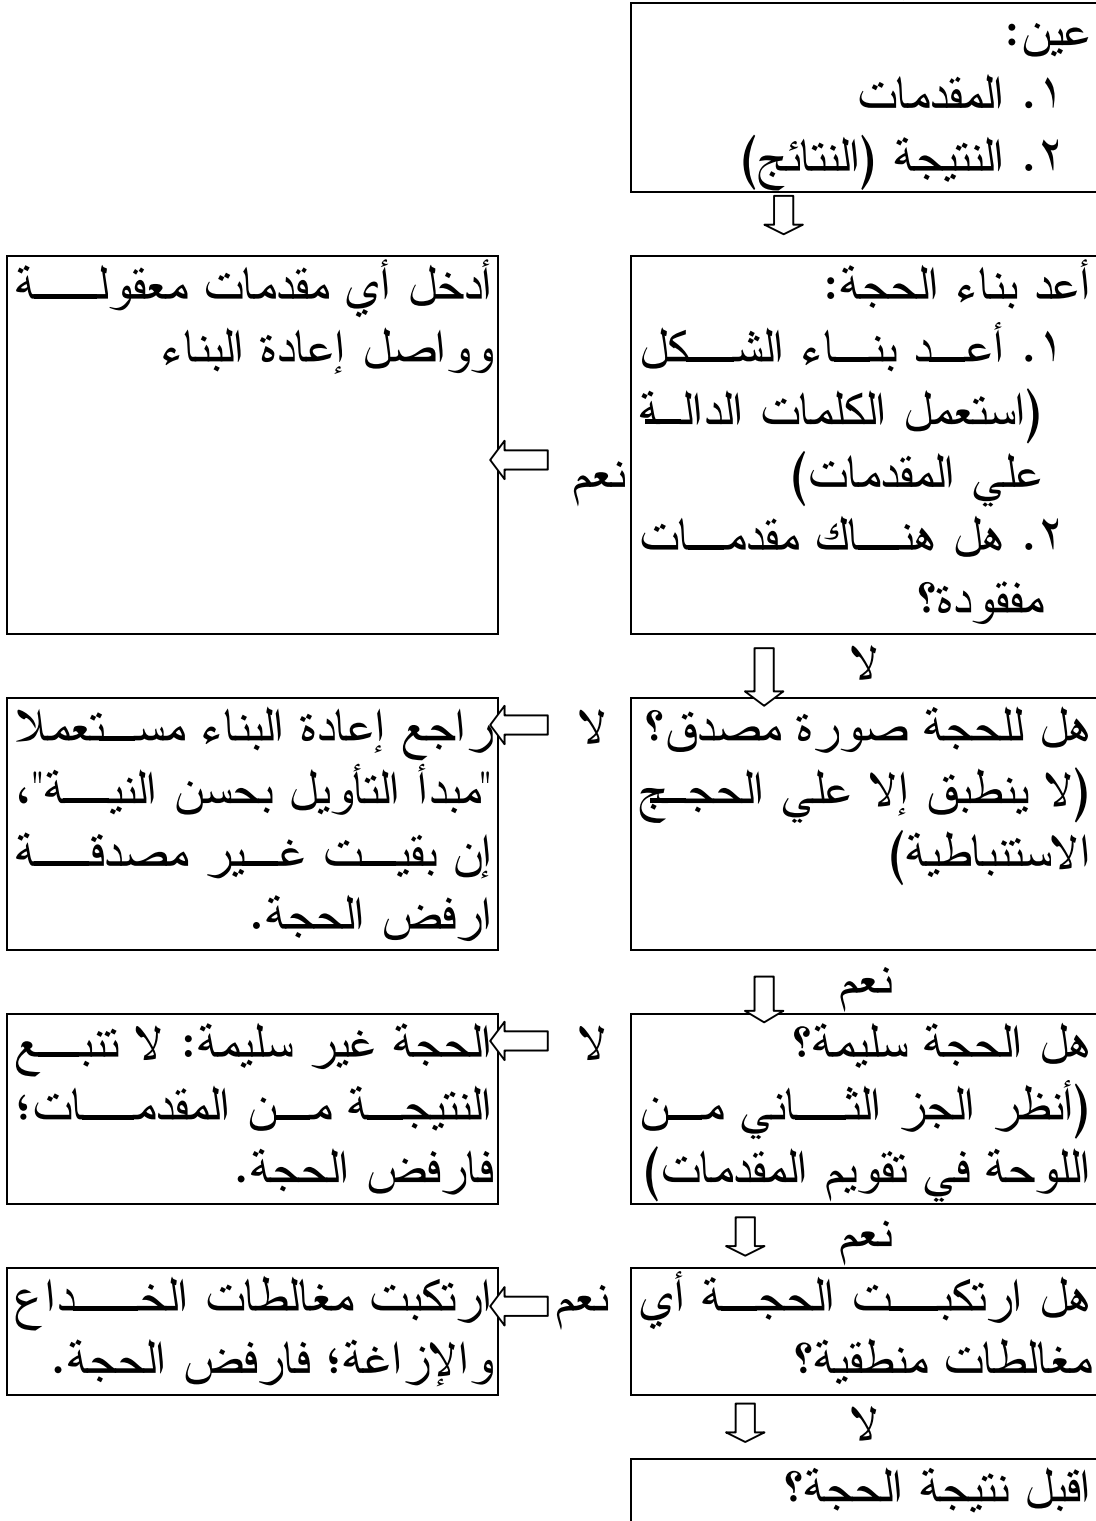 عين:
١. المقدمات
٢. النتيجة (النتائج)
أعد بناء الحجة:
١. أعد بناء الشكل
(استعمل الكلمات الدالة
علي المقدمات)
٢. هل هناك مقدمات
مفقودة؟
نعم
أدخل أي مقدمات معقولة
وواصل إعادة البناء
لا
هل للحجة صورة مصدق؟
(لا ينطبق إلا علي الحجج
الاستنباطية)
لا
راجع إعادة البناء مستعملا
"مبدأ التأويل بحسن النية"،
إن بقيت غير مصدقة
ارفض الحجة.
نعم
هل الحجة سليمة؟
(أنظر الجز الثاني من
اللوحة في تقويم المقدمات)
لا
الحجة غير سليمة: لا تتبع
النتيجة من المقدمات؛
فارفض الحجة.
نعم
هل ارتكبت الحجة أي
مغالطات منطقية؟
نعم
ارتكبت مغالطات الخداع
والإزاغة؛ فارفض الحجة.
لا
اقبل نتيجة الحجة؟